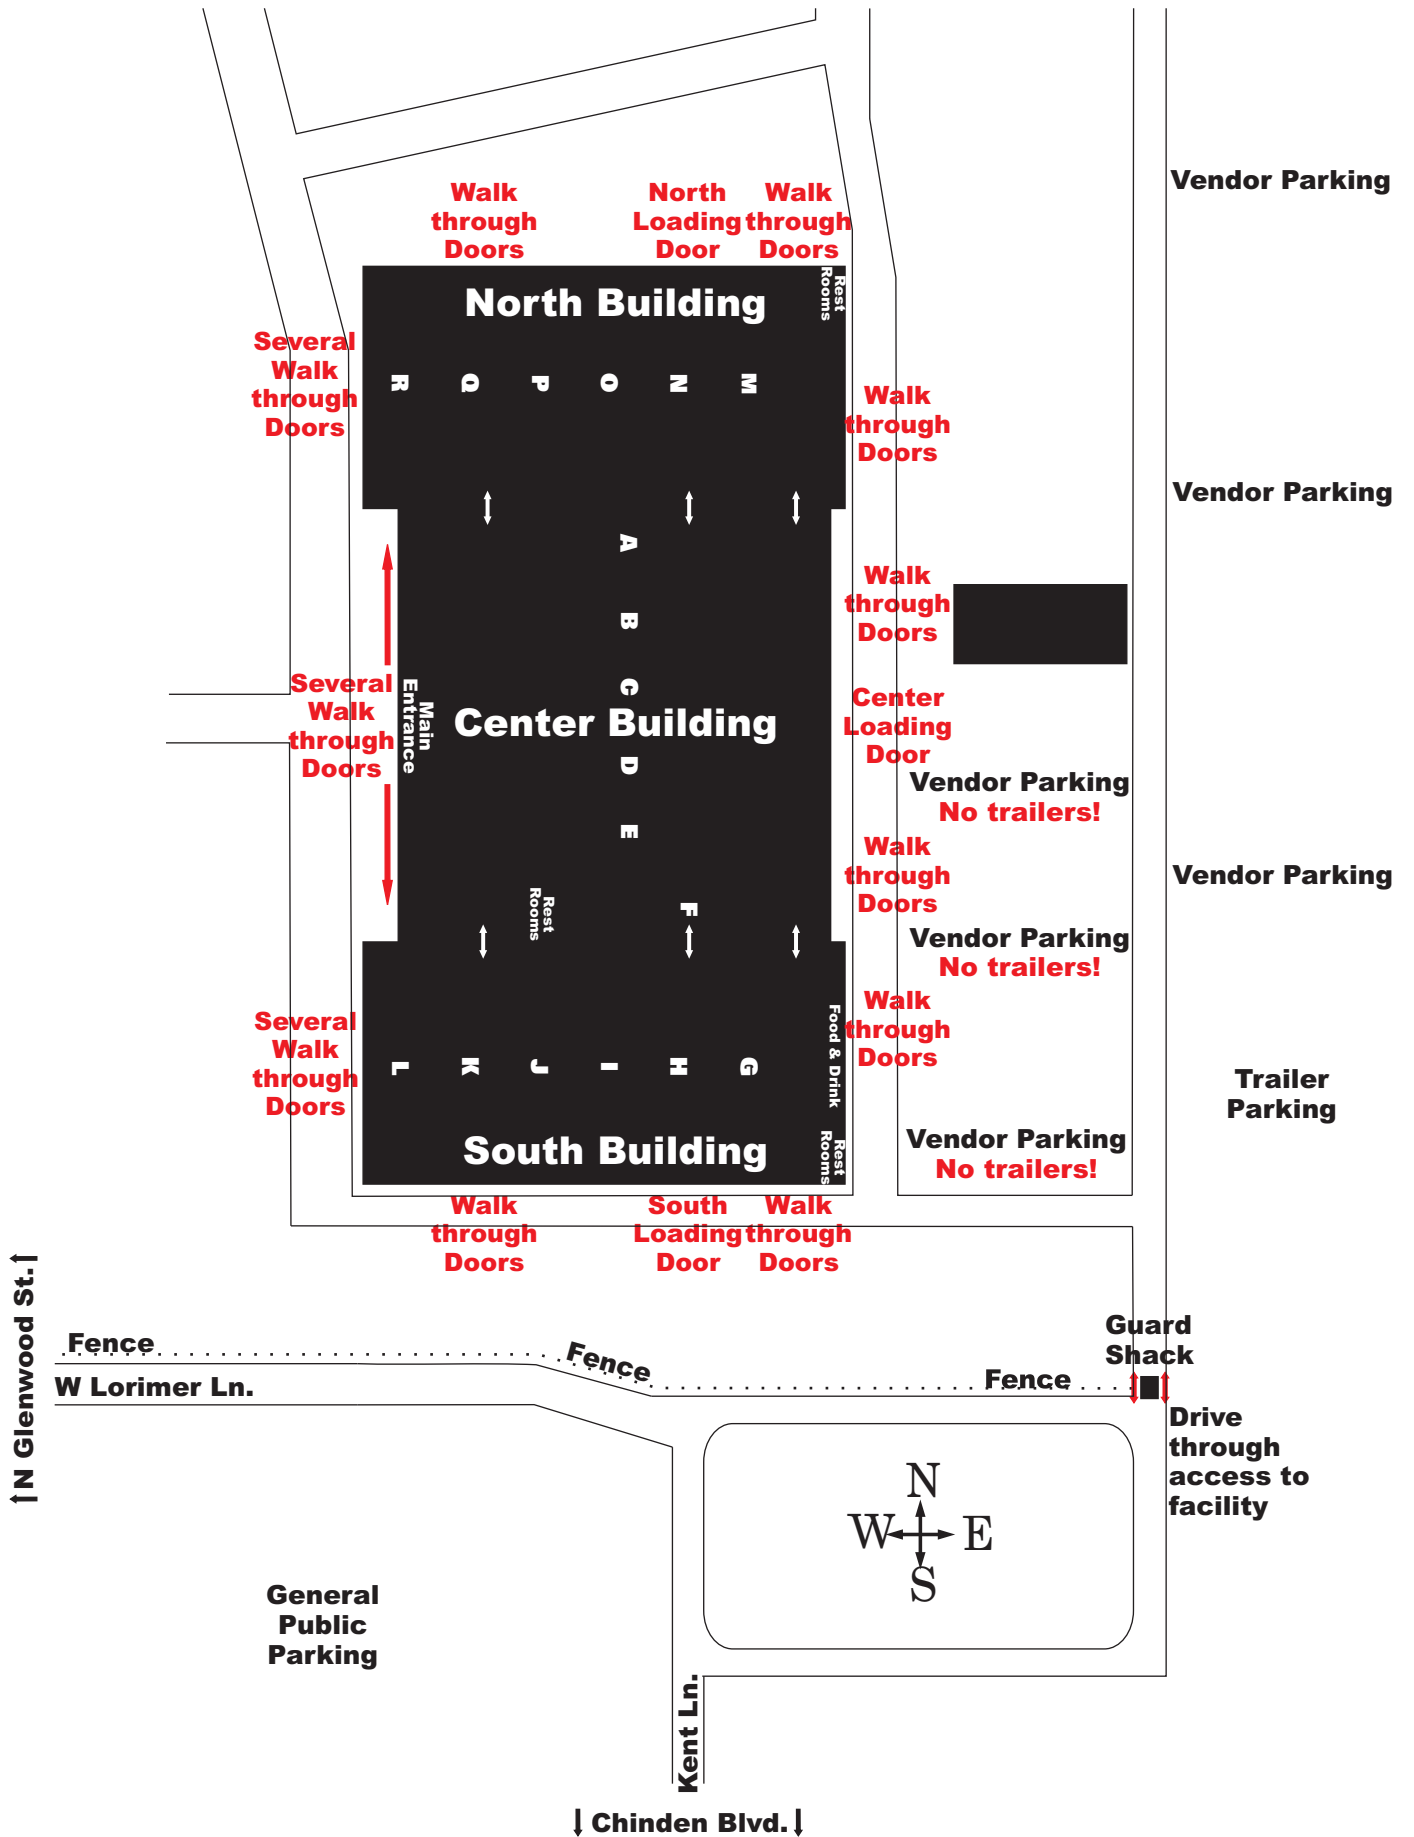 Vendor Parking
Walk
through
Doors
North
Loading
Door
Walk
through
Doors
North Building
Rest
Rooms
Several
Walk
through
Doors
R Q P O N M
Walk
through
Doors
Vendor Parking
A
B
C
D
E
F
Walk
through
Doors
Several
Walk
through
Doors
Main
Entrance
Center Building
Center
Loading
Door
Vendor Parking
No trailers!
Walk
through
Doors
Vendor Parking
Rest
Rooms
Vendor Parking
No trailers!
Several
Walk
through
Doors
L K J I H G
Food & Drink
Walk
through
Doors
Trailer
Parking
South Building
Rest
Rooms
Vendor Parking
No trailers!
Walk
through
Doors
South
Loading
Door
Walk
through
Doors
N Glenwood St.
Fence
Fence
Fence
W Lorimer Ln.
Guard
Shack
Drive
through
access to
facility
N
W E
S
General
Public
Parking
Kent Ln.
Chinden Blvd.